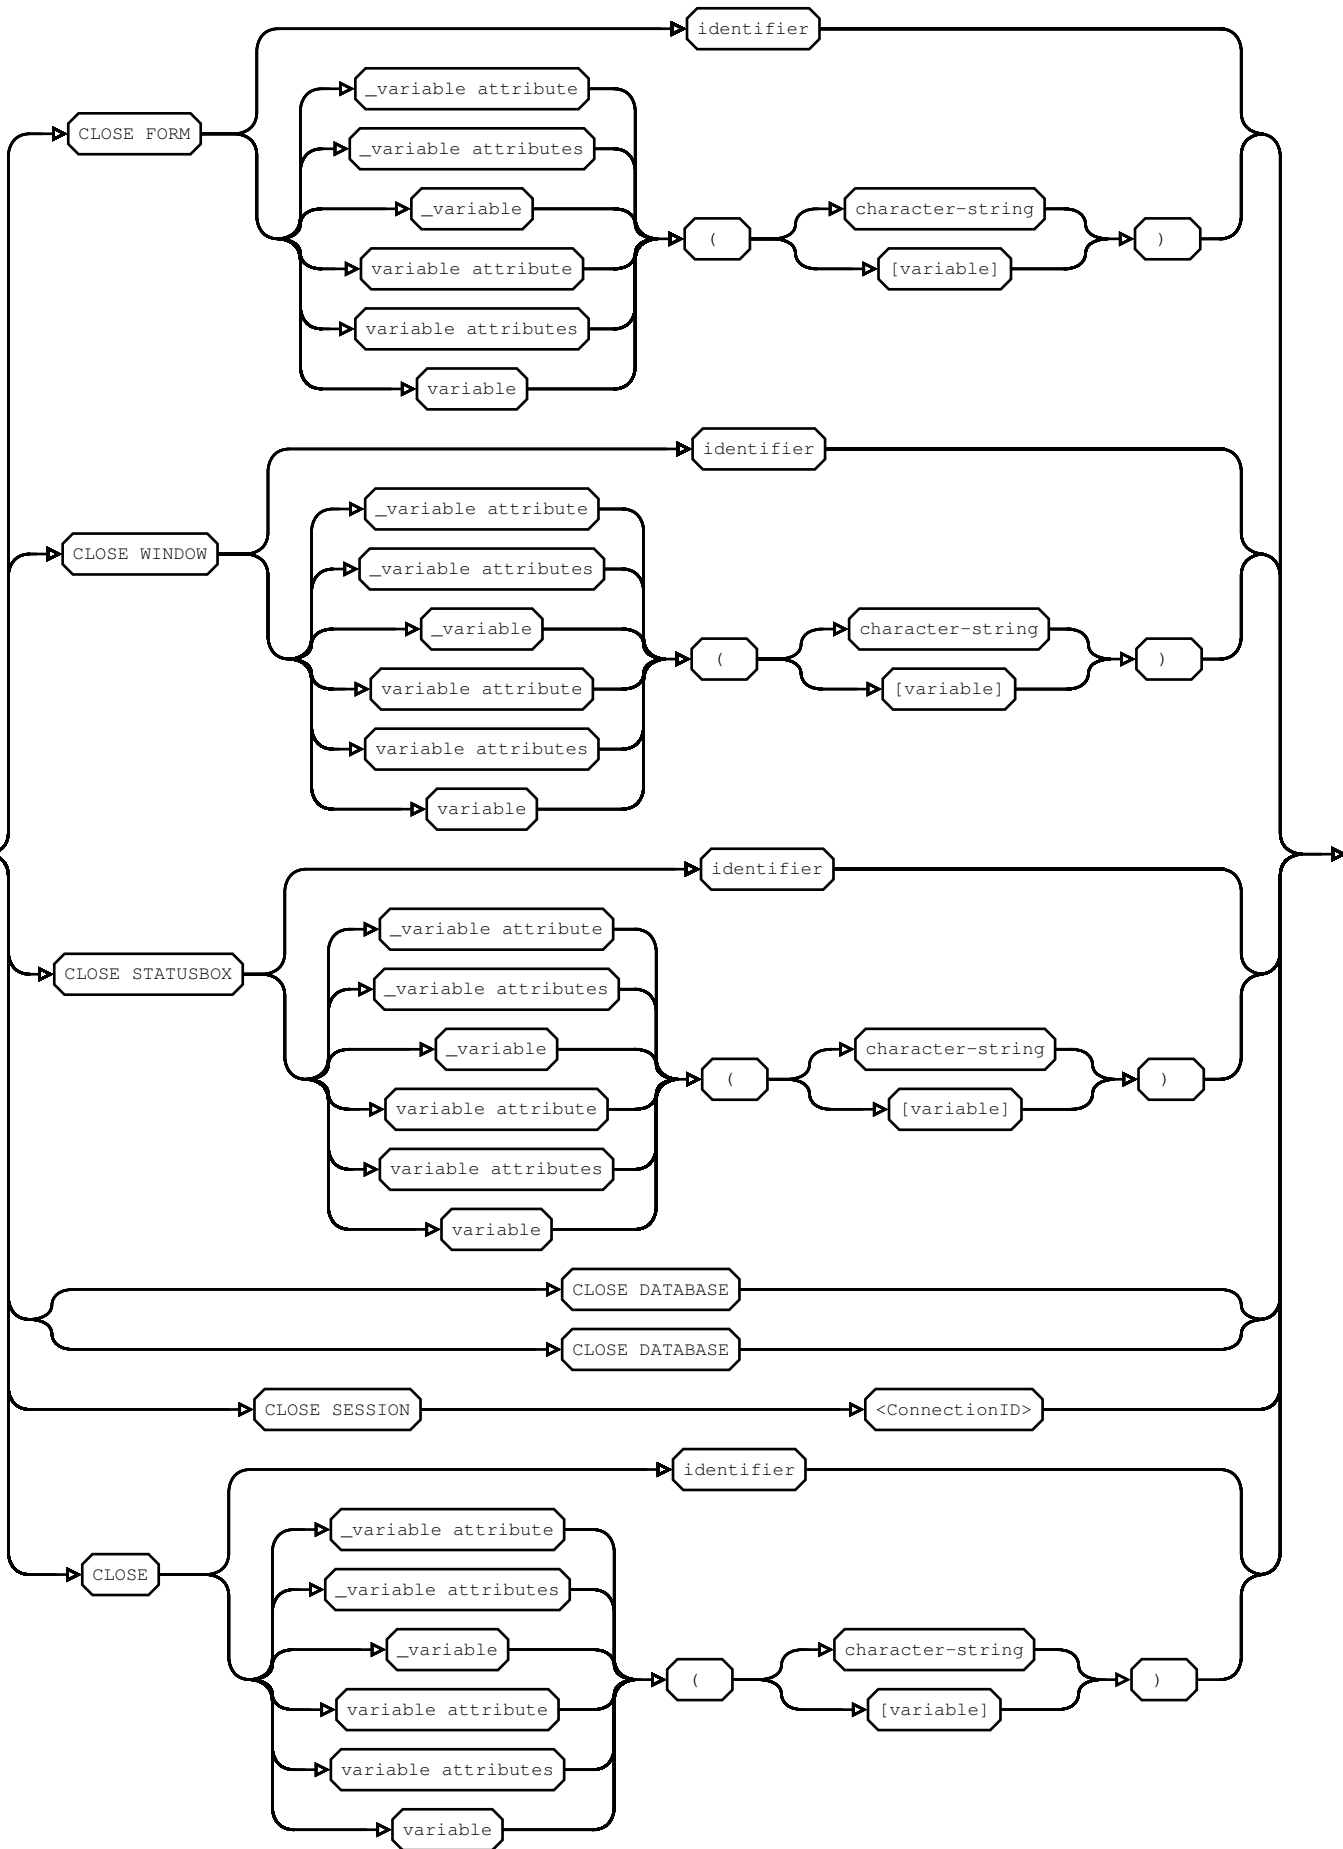 identifier
_variable attribute
CLOSE FORM
_variable attributes
_variable
character-string
(
)
variable attribute
[variable]
variable attributes
variable
identifier
_variable attribute
CLOSE WINDOW
_variable attributes
_variable
character-string
(
)
variable attribute
[variable]
variable attributes
variable
identifier
_variable attribute
CLOSE STATUSBOX
_variable attributes
_variable
character-string
(
)
variable attribute
[variable]
variable attributes
variable
CLOSE DATABASE
CLOSE DATABASE
CLOSE SESSION
<ConnectionID>
identifier
_variable attribute
CLOSE
_variable attributes
_variable
character-string
(
)
variable attribute
[variable]
variable attributes
variable